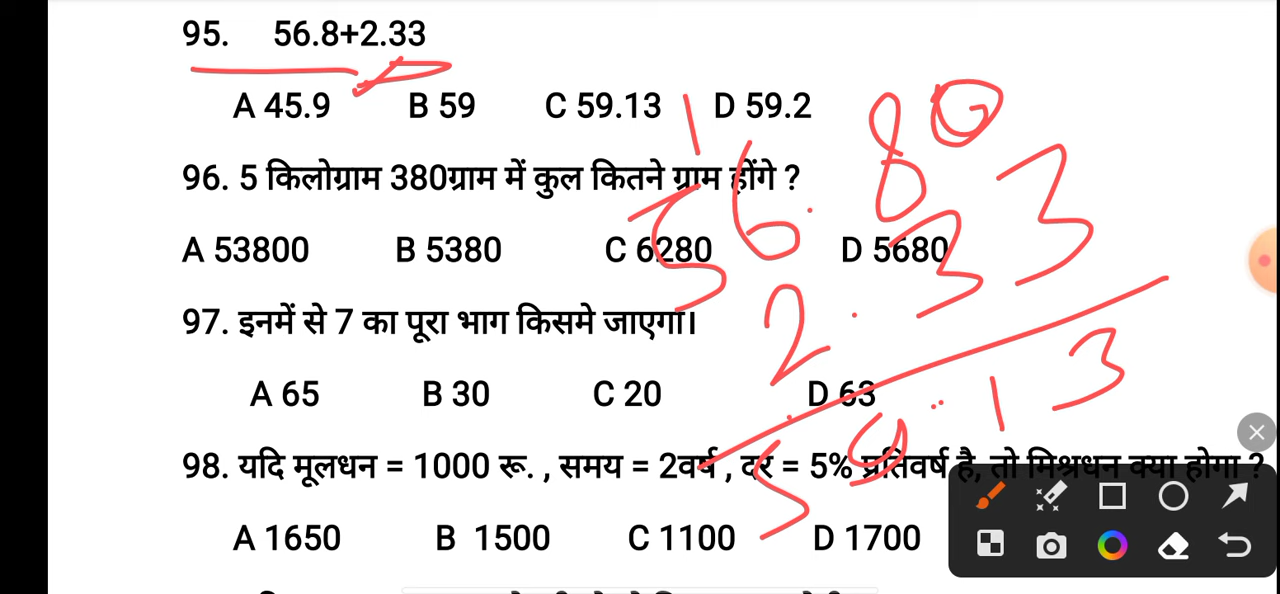 95. 56.8+2.33
A 45.9 B 59 C 59.13 D 59.2
96. 5 किलोग्राम 380ग्राम में कुल कितने ग्राम होंगे ?
A 53800 B 5380 C 6280 D 5680
97. इनमें से 7 का पूरा भाग किसमे जाएगा।
A 65 B 30 C 20 D 63
98. यदि मूलधन = 1000 रू. , समय = 2वर्ष , दर = 5% प्रतिवर्ष है, तो मिश्रधन क्या होगा ?
A 1650 B 1500 C 1100 D 1700
1
56.80
2.33
59.13